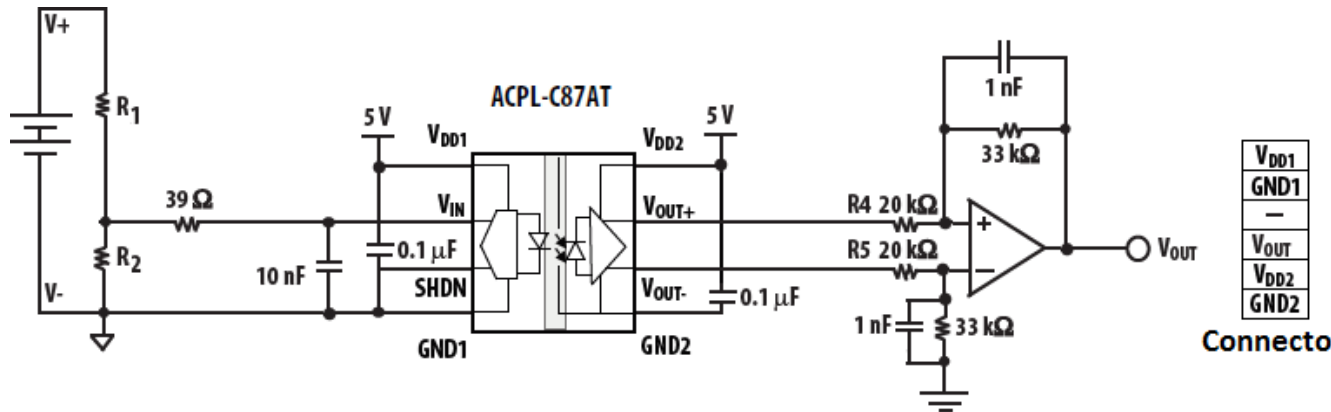 V+
R1
R2
V-
39 Ω
10 nF
5 V
0.1 μF
ACPL-C87AT
VDD1
VIN
SHDN
GND1
VDD2
VOUT+
VOUT-
GND2
5 V
0.1 μF
R4 20 kΩ
R5 20 kΩ
1 nF
33 kΩ
+
−
1 nF
33 kΩ
VOUT
VDD1
GND1
—
VOUT
VDD2
GND2
Connecto